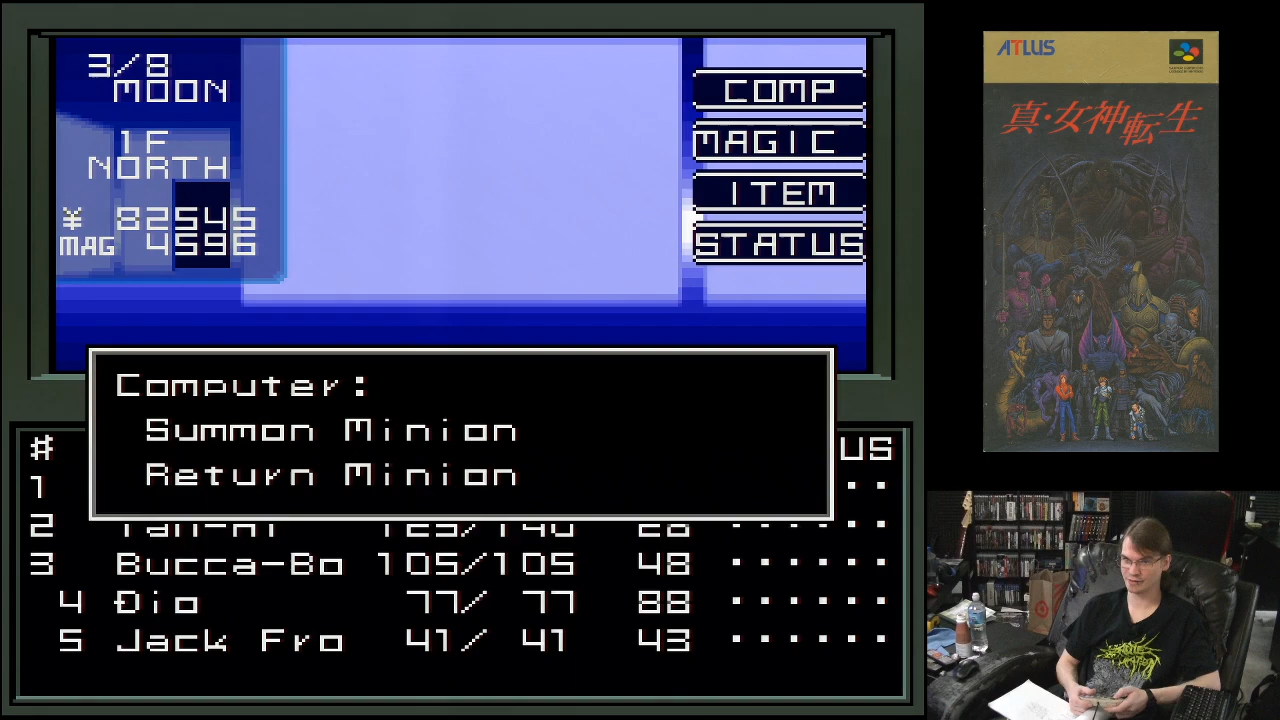 3/8
MOON
1F
NORTH
¥ 82545
MAG 4596
COMP
MAGIC
ITEM
STATUS
Computer:
Summon Minion
Return Minion
# US
1
2
3 Bucca-Bo 105/105 48
4 Dio 77/ 77 88
5 Jack Fro 41/ 41 43
ATLUS
真・女神転生